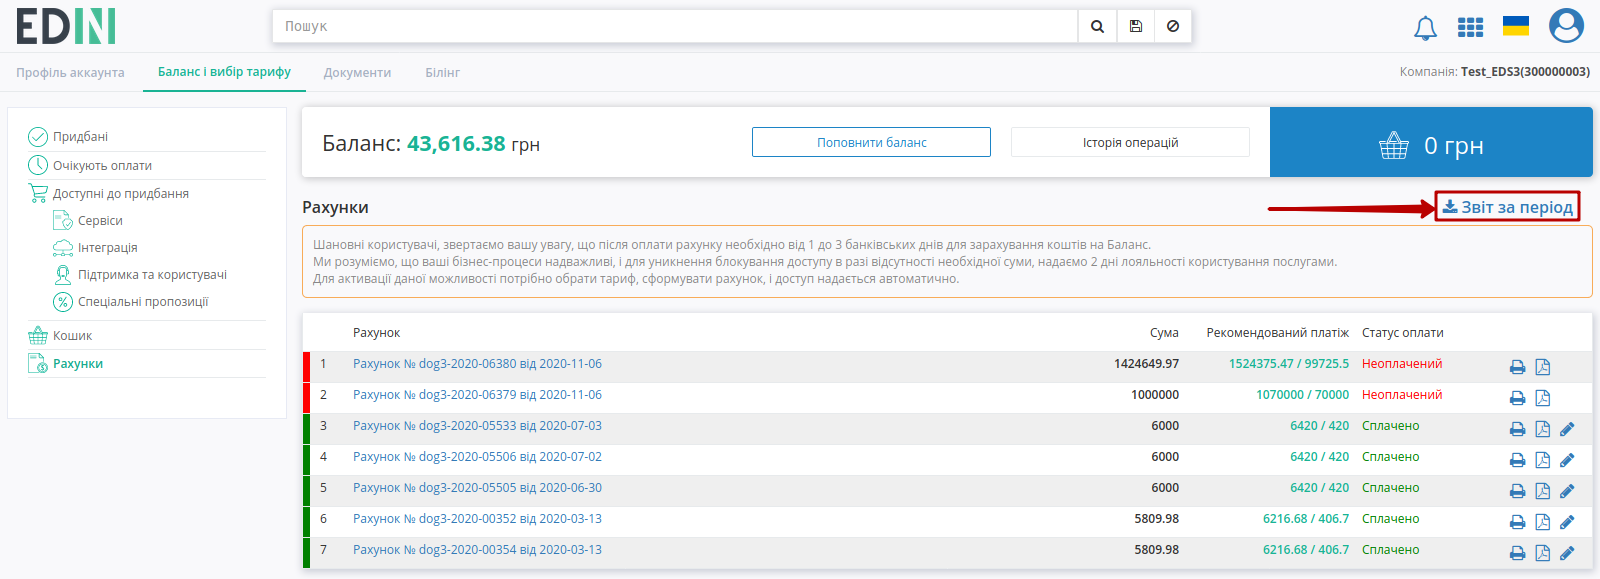 EDIN
Пошук
Профіль аккаунта
Баланс і вибір тарифу
Документи
Білінг
Компанія: Test_EDS3(300000003)
Придбані
Очікують оплати
Доступні до придбання
Сервіси
Інтеграція
Підтримка та користувачі
Спеціальні пропозиції
Кошик
Рахунки
Баланс: 43,616.38 грн
Поповнити баланс
Історія операцій
0 грн
Рахунки
Звіт за період
Шановні користувачі, звертаємо вашу увагу, що після оплати рахунку необхідно від 1 до 3 банківських днів для зарахування коштів на Баланс.
Ми розуміємо, що ваші бізнес-процеси надважливі, і для уникнення блокування доступу в разі відсутності необхідної суми, надаємо 2 дні лояльності користування послугами.
Для активації даної можливості потрібно обрати тариф, сформувати рахунок, і доступ надається автоматично.
Рахунок Сума Рекомендований платіж Статус оплати
1 Рахунок № dog3-2020-06380 від 2020-11-06 1424649.97 1524375.47 / 99725.5 Неоплачений
2 Рахунок № dog3-2020-06379 від 2020-11-06 1000000 1070000 / 70000 Неоплачений
3 Рахунок № dog3-2020-05533 від 2020-07-03 6000 6420 / 420 Сплачено
4 Рахунок № dog3-2020-05506 від 2020-07-02 6000 6420 / 420 Сплачено
5 Рахунок № dog3-2020-05505 від 2020-06-30 6000 6420 / 420 Сплачено
6 Рахунок № dog3-2020-00352 від 2020-03-13 5809.98 6216.68 / 406.7 Сплачено
7 Рахунок № dog3-2020-00354 від 2020-03-13 5809.98 6216.68 / 406.7 Сплачено